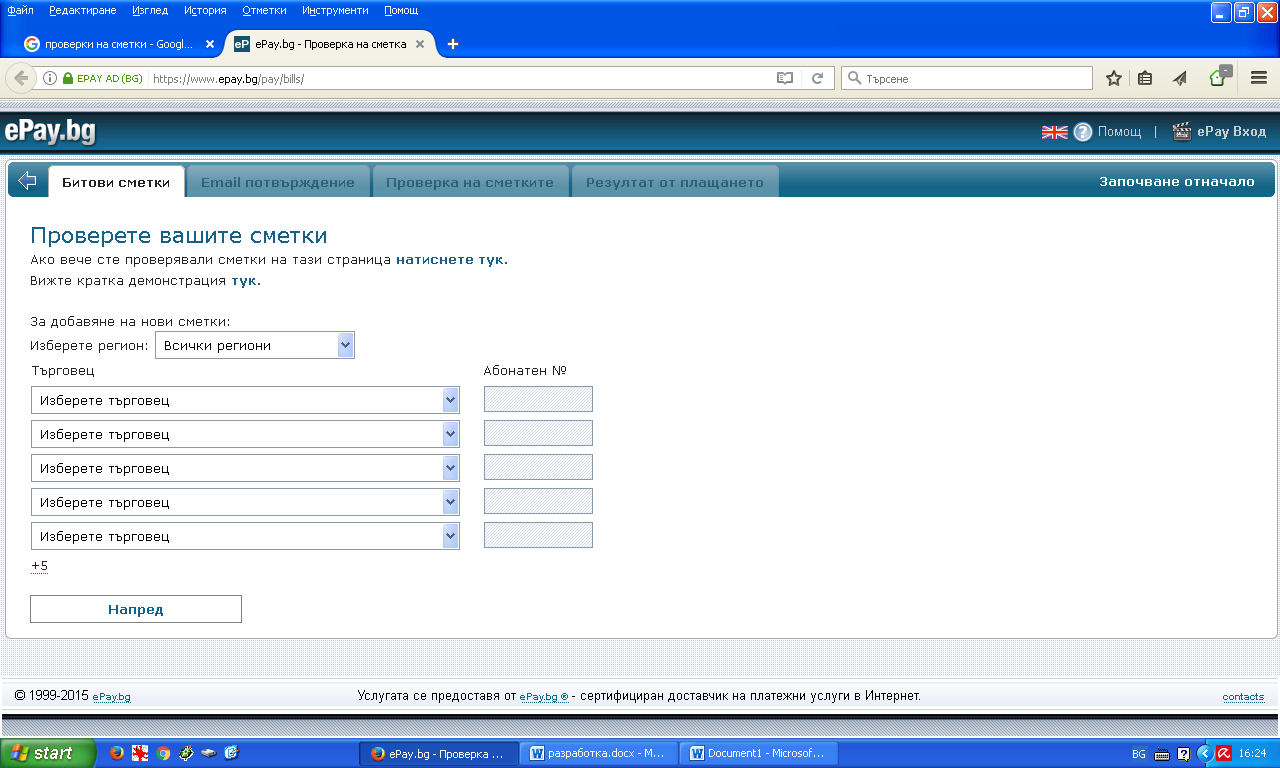 Файл Редактиране Изглед История Отметки Инструменти Помощ
проверки на сметки - Googl... × eP ePay.bg - Проверка на сметка × +
EPAY AD (BG) https://www.epay.bg/pay/bills/ Търсене
ePay.bg Помощ | ePay Вход
Битови сметки Email потвърждение Проверка на сметките Резултат от плащането Започване отначало
Проверете вашите сметки
Ако вече сте проверявали сметки на тази страница натиснете тук.
Вижте кратка демонстрация тук.
За добавяне на нови сметки:
Изберете регион: Всички региони
Търговец Абонатен №
Изберете търговец
Изберете търговец
Изберете търговец
Изберете търговец
Изберете търговец
+5
Напред
© 1999-2015 ePay.bg Услугата се предоставя от ePay.bg ® - сертифициран доставчик на платежни услуги в Интернет. contacts
start ePay.bg - Проверка ... разработка.docx - M... Document1 - Microsof... BG 16:24